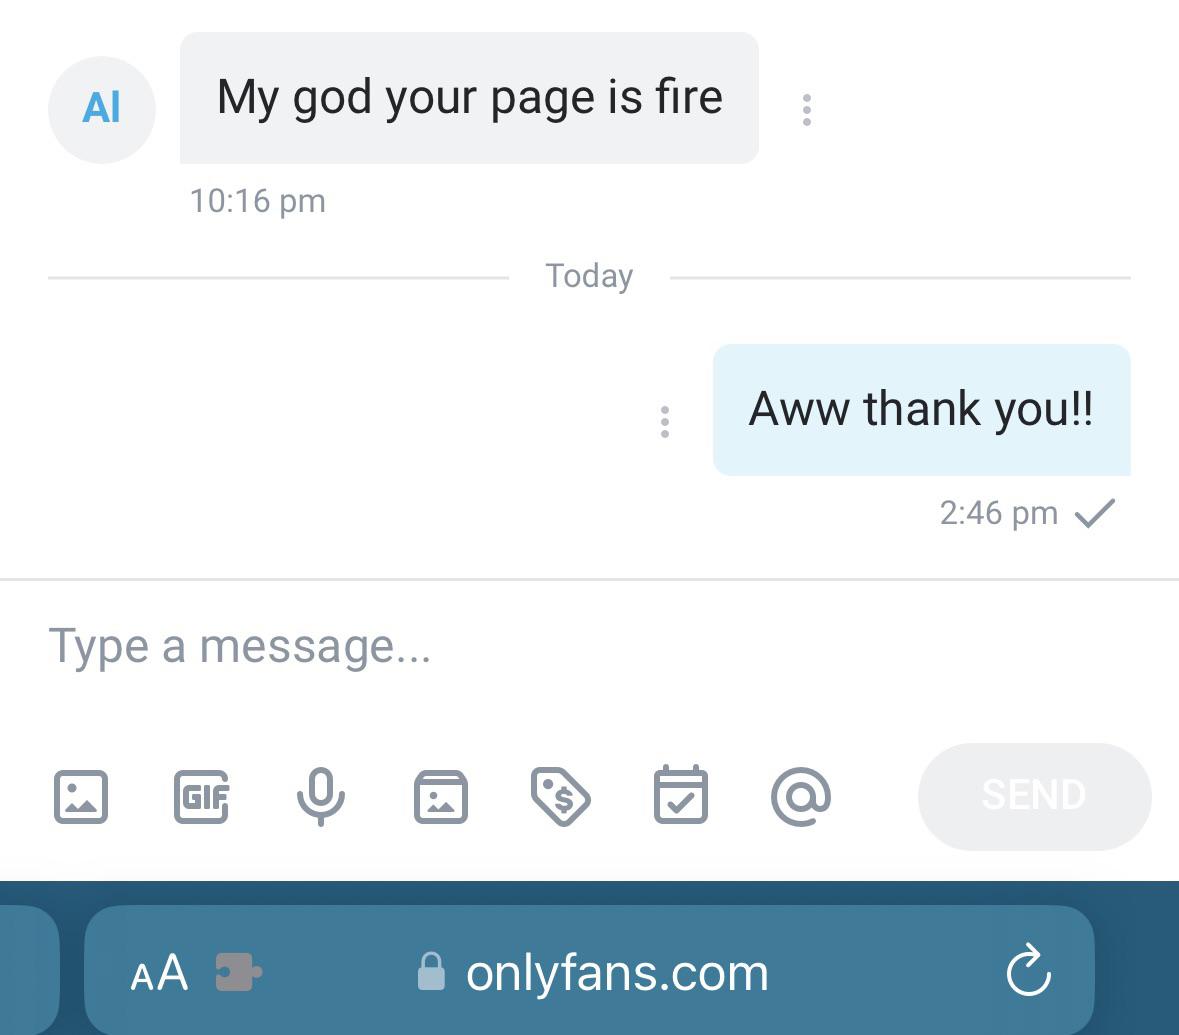 Al
My god your page is fire
10:16 pm
Today
Aww thank you!!
2:46 pm
Type a message...
GIF
$
@
SEND
AA
onlyfans.com